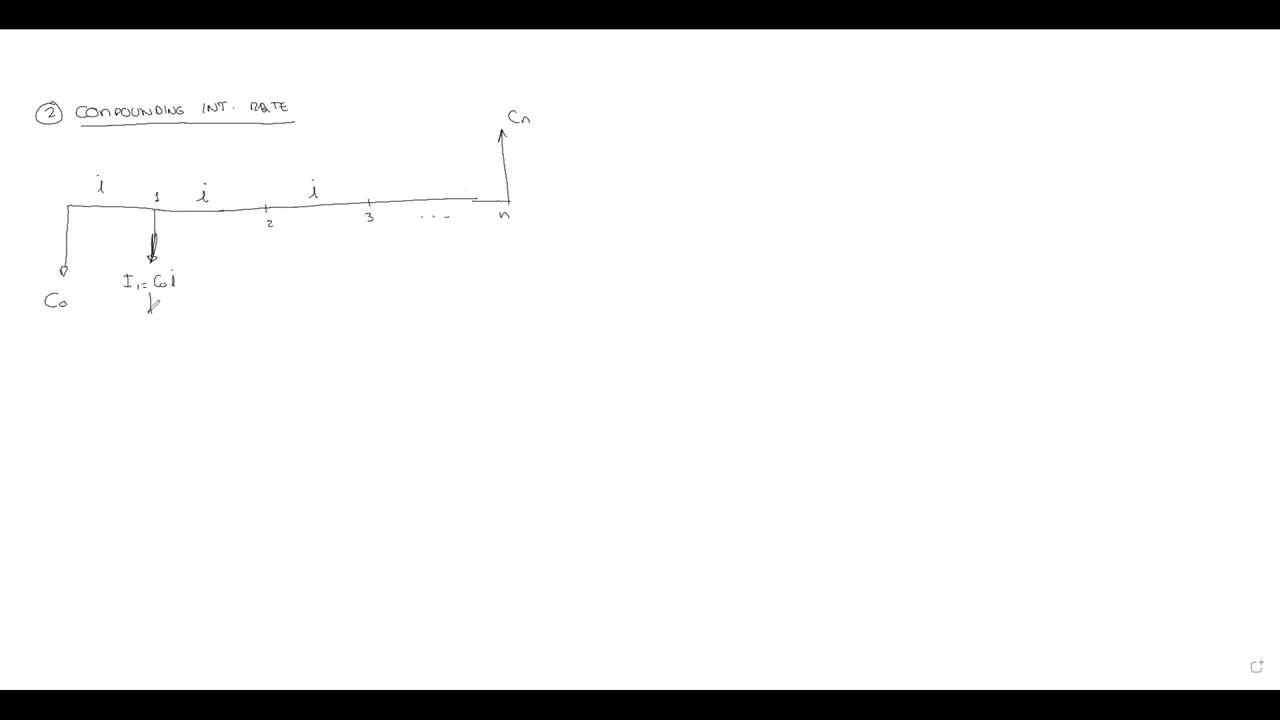 ② COMPOUNDING INT. RATE
Cn
i 1 i i
2 3 ... n
I₁ = C₀i
C₀